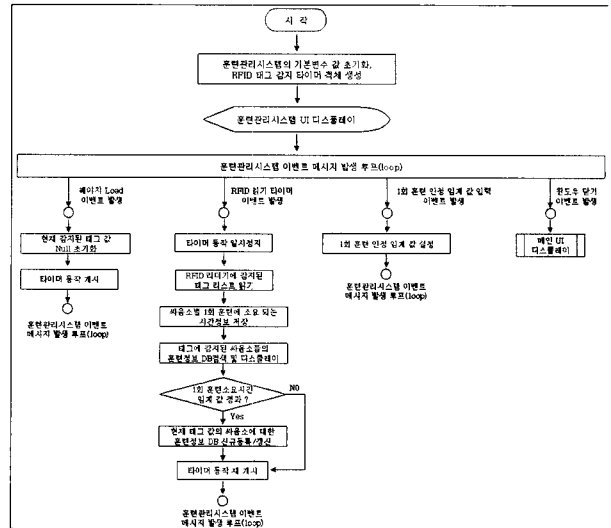 시 작
훈련관리시스템의 기본변수 값 초기화,
RFID 태그 감지 타이머 객체 생성
훈련관리시스템 UI 디스플레이
훈련관리시스템 이벤트 메시지 발생 루프(loop)
페이지 Load
이벤트 발생
현재 감지된 태그 값
Null 초기화
타이머 동작 개시
훈련관리시스템 이벤트
메시지 발생 루프(loop)
RFID 읽기 타이머
이벤트 발생
타이머 동작 일시정지
RFID 리더기에 감지된
태그 리스트 읽기
싸움소별 1회 훈련에 소요 되는
시간정보 저장
태그에 감지된 싸움소들의
훈련정보 DB검색 및 디스플레이
1회 훈련소요시간
임계 값 경과 ?
NO
Yes
현재 태그 값의 싸움소에 대한
훈련정보 DB 신규등록/갱신
타이머 동작 재 개시
훈련관리시스템 이벤트
메시지 발생 루프(loop)
1회 훈련 인정 임계 값 입력
이벤트 발생
1회 훈련 인정 임계 값 설정
훈련관리시스템 이벤트
메시지 발생 루프(loop)
윈도우 닫기
이벤트 발생
메인 UI
디스플레이